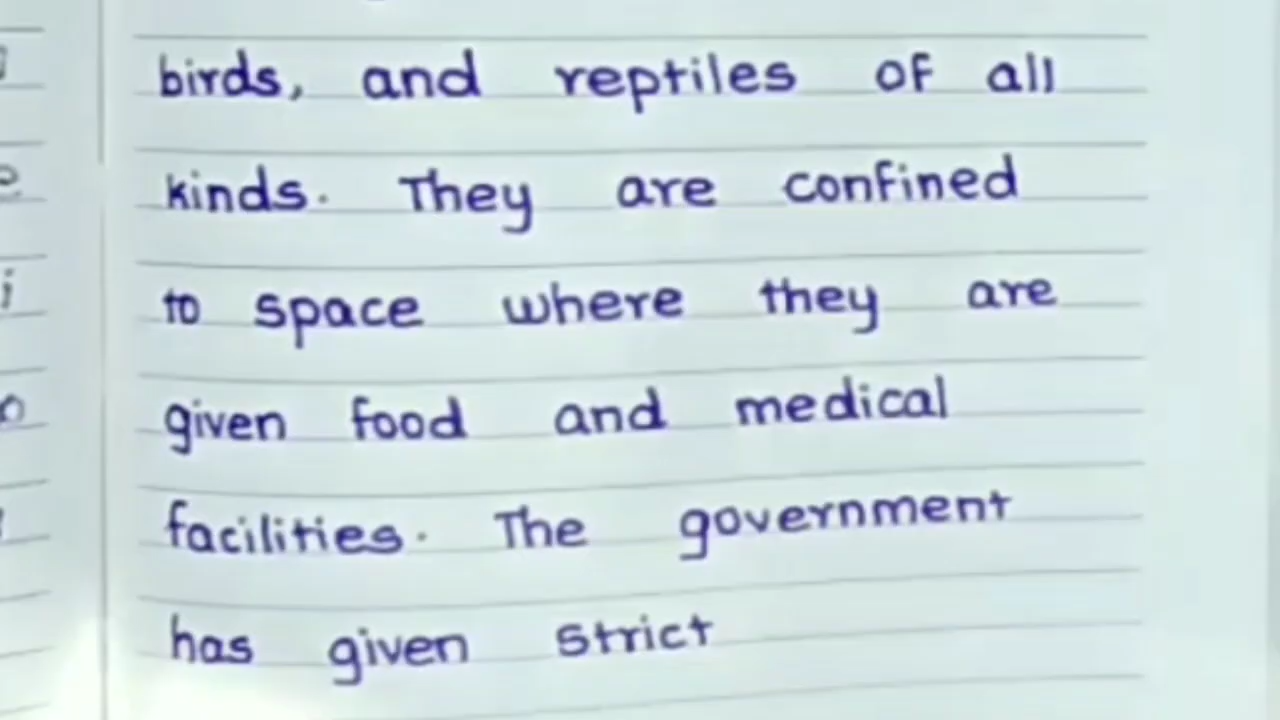 birds, and reptiles of all
kinds. They are confined
to space where they are
given food and medical
facilities. The government
has given strict